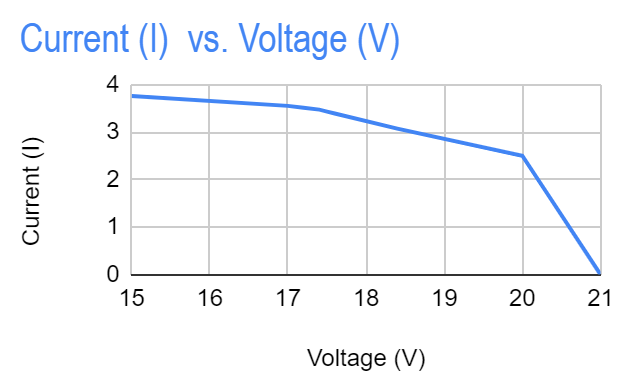 Current (I)  vs. Voltage (V)
4
3
2
1
0
Current (I)
15 16 17 18 19 20 21
Voltage (V)